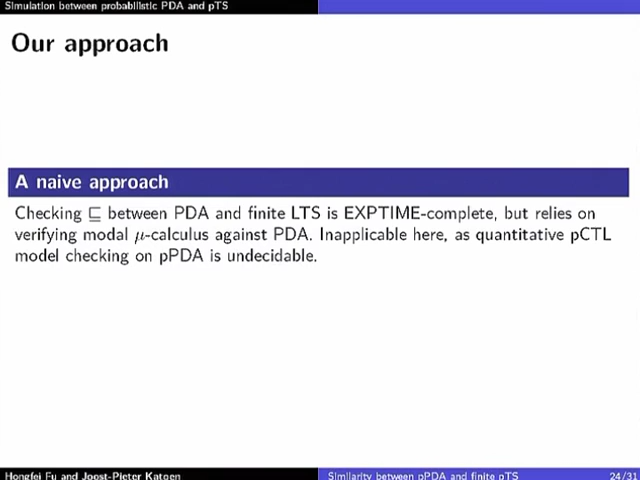 Simulation between probabilistic PDA and pTS
Our approach
A naive approach
Checking ⊑ between PDA and finite LTS is EXPTIME-complete, but relies on
verifying modal μ-calculus against PDA. Inapplicable here, as quantitative pCTL
model checking on pPDA is undecidable.
Hongfei Fu and Joost-Pieter Katoen
Similarity between pPDA and finite pTS
24/31